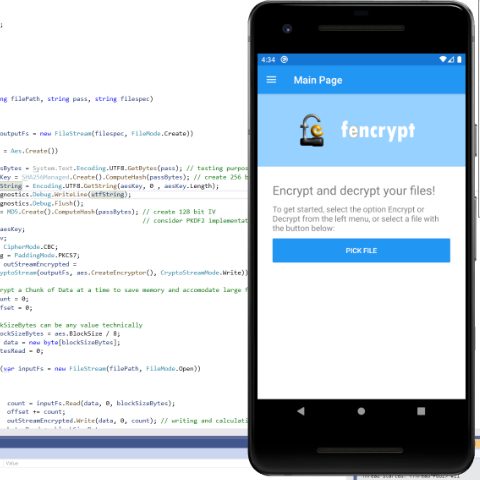 ;
ng filePath, string pass, string filespec)
outputFs = new FileStream(filespec, FileMode.Create))
= Aes.Create())
sBytes = System.Text.Encoding.UTF8.GetBytes(pass); // testing purpos
Key = SHA256Managed.Create().ComputeHash(passBytes); // create 256 b
String = Encoding.UTF8.GetString(aesKey, 0 , aesKey.Length);
gnostics.Debug.WriteLine(utfString);
gnostics.Debug.Flush();
= MD5.Create().ComputeHash(passBytes); // create 128 bit IV
// consider PKDF2 implementat
aesKey;
v;
CipherMode.CBC;
g = PaddingMode.PKCS7;
outStreamEncrypted =
ryptoStream(outputFs, aes.CreateEncryptor(), CryptoStreamMode.Write))
crypt a Chunk of Data at a time to save memory and accomodate large f
unt = 0;
fset = 0;
ckSizeBytes can be any value technically
ockSizeBytes = aes.BlockSize / 8;
data = new byte[blockSizeBytes];
tesRead = 0;
(var inputFs = new FileStream(filePath, FileMode.Open))
count = inputFs.Read(data, 0, blockSizeBytes);
offset += count;
outStreamEncrypted.Write(data, 0, count); // writing and calculati
Value
4:34
Main Page
fencrypt
Encrypt and decrypt your files!
To get started, select the option Encrypt or
Decrypt from the left menu, or select a file with
the button below:
PICK FILE